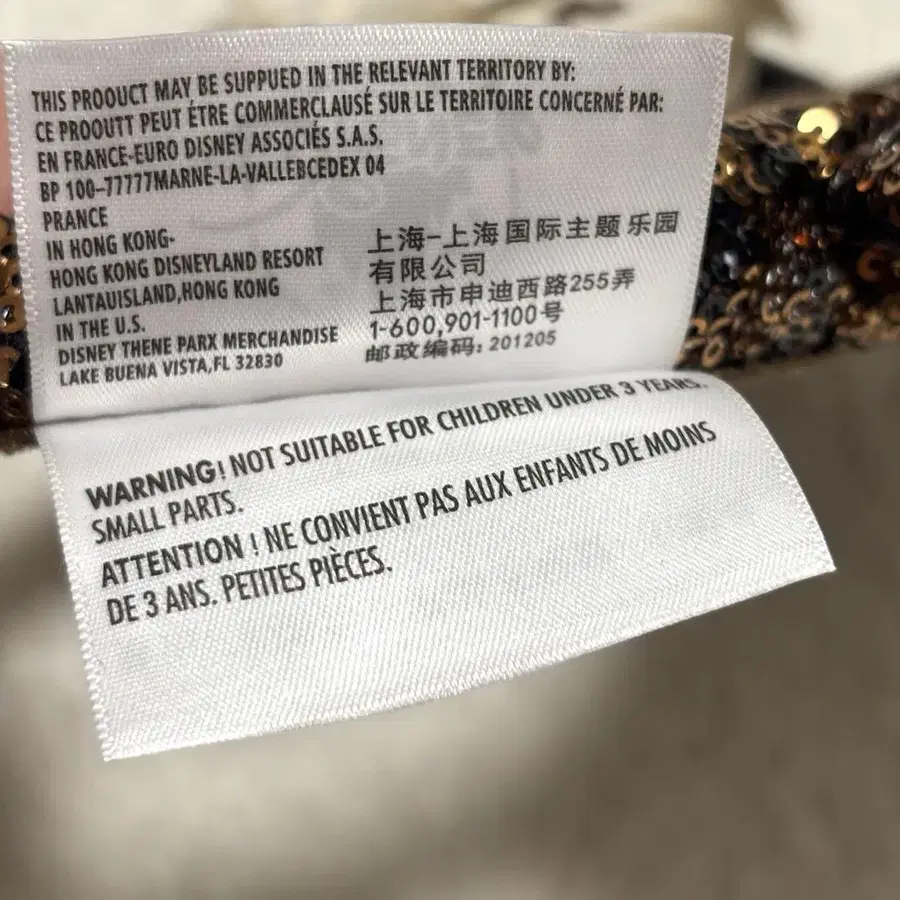 THIS PROOUCT MAY BE SUPPUED IN THE RELEVANT TERRITORY BY:
CE PROOUTT PEUT ÉTRE COMMERCLAUSÉ SUR LE TERRITOIRE CONCERNÉ PAR:
EN FRANCE-EURO DISNEY ASSOCIÉS S.A.S.
BP 100-77777MARNE-LA-VALLEBCEDEX 04
PRANCE
IN HONG KONG-
HONG KONG DISNEYLAND RESORT
LANTAUISLAND,HONG KONG
IN THE U.S.
DISNEY THENE PARX MERCHANDISE
LAKE BUENA VISTA,FL 32830
上海-上海国际主题乐园
有限公司
上海市申迪西路255弄
1-600,901-1100号
邮政编码: 201205
WARNING! NOT SUITABLE FOR CHILDREN UNDER 3 YEARS.
SMALL PARTS.
ATTENTION ! NE CONVIENT PAS AUX ENFANTS DE MOINS
DE 3 ANS. PETITES PIÈCES.